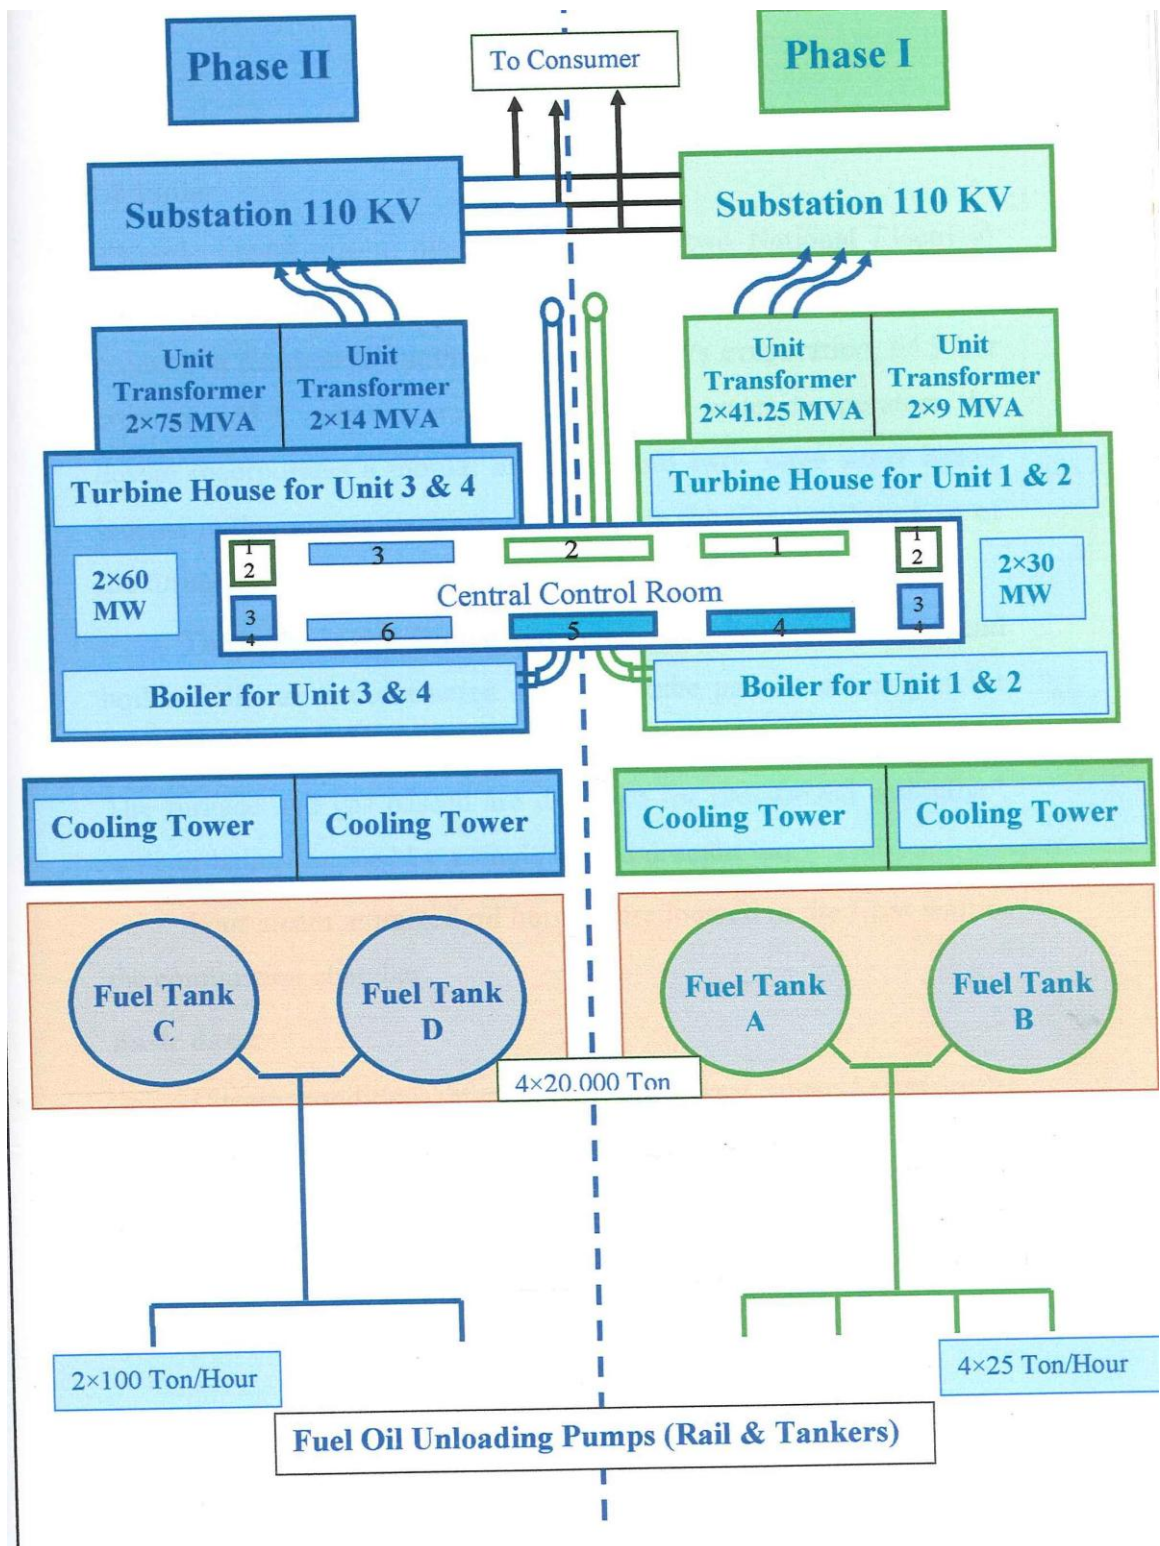 Phase II
To Consumer
Phase I
Substation 110 KV
Substation 110 KV
Unit
Transformer
2×75 MVA
Unit
Transformer
2×14 MVA
Unit
Transformer
2×41.25 MVA
Unit
Transformer
2×9 MVA
Turbine House for Unit 3 & 4
Turbine House for Unit 1 & 2
1
2
3
2
1
1
2
2×60
MW
Central Control Room
2×30
MW
3
4
6
5
4
3
4
Boiler for Unit 3 & 4
Boiler for Unit 1 & 2
Cooling Tower
Cooling Tower
Cooling Tower
Cooling Tower
Fuel Tank
C
Fuel Tank
D
Fuel Tank
A
Fuel Tank
B
4×20.000 Ton
2×100 Ton/Hour
4×25 Ton/Hour
Fuel Oil Unloading Pumps (Rail & Tankers)